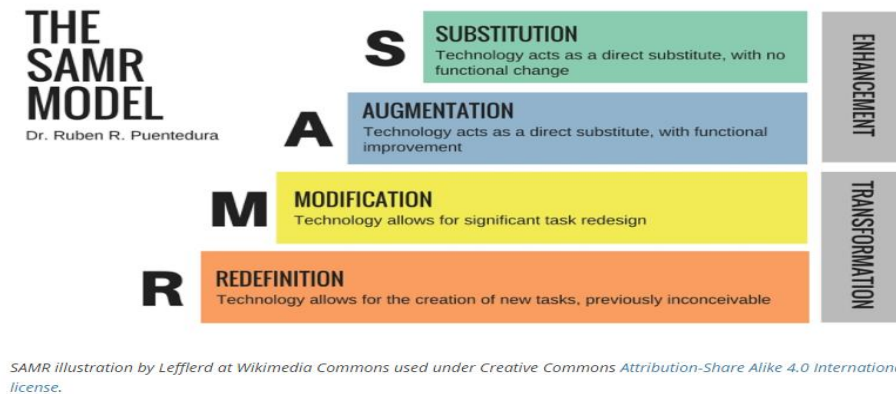 THE
SAMR
MODEL
Dr. Ruben R. Puentedura
S
SUBSTITUTION
Technology acts as a direct substitute, with no
functional change
A
AUGMENTATION
Technology acts as a direct substitute, with functional
improvement
ENHANCEMENT
M
MODIFICATION
Technology allows for significant task redesign
R
REDEFINITION
Technology allows for the creation of new tasks, previously inconceivable
TRANSFORMATION
SAMR illustration by Lefflerd at Wikimedia Commons used under Creative Commons Attribution-Share Alike 4.0 Internationa
license.